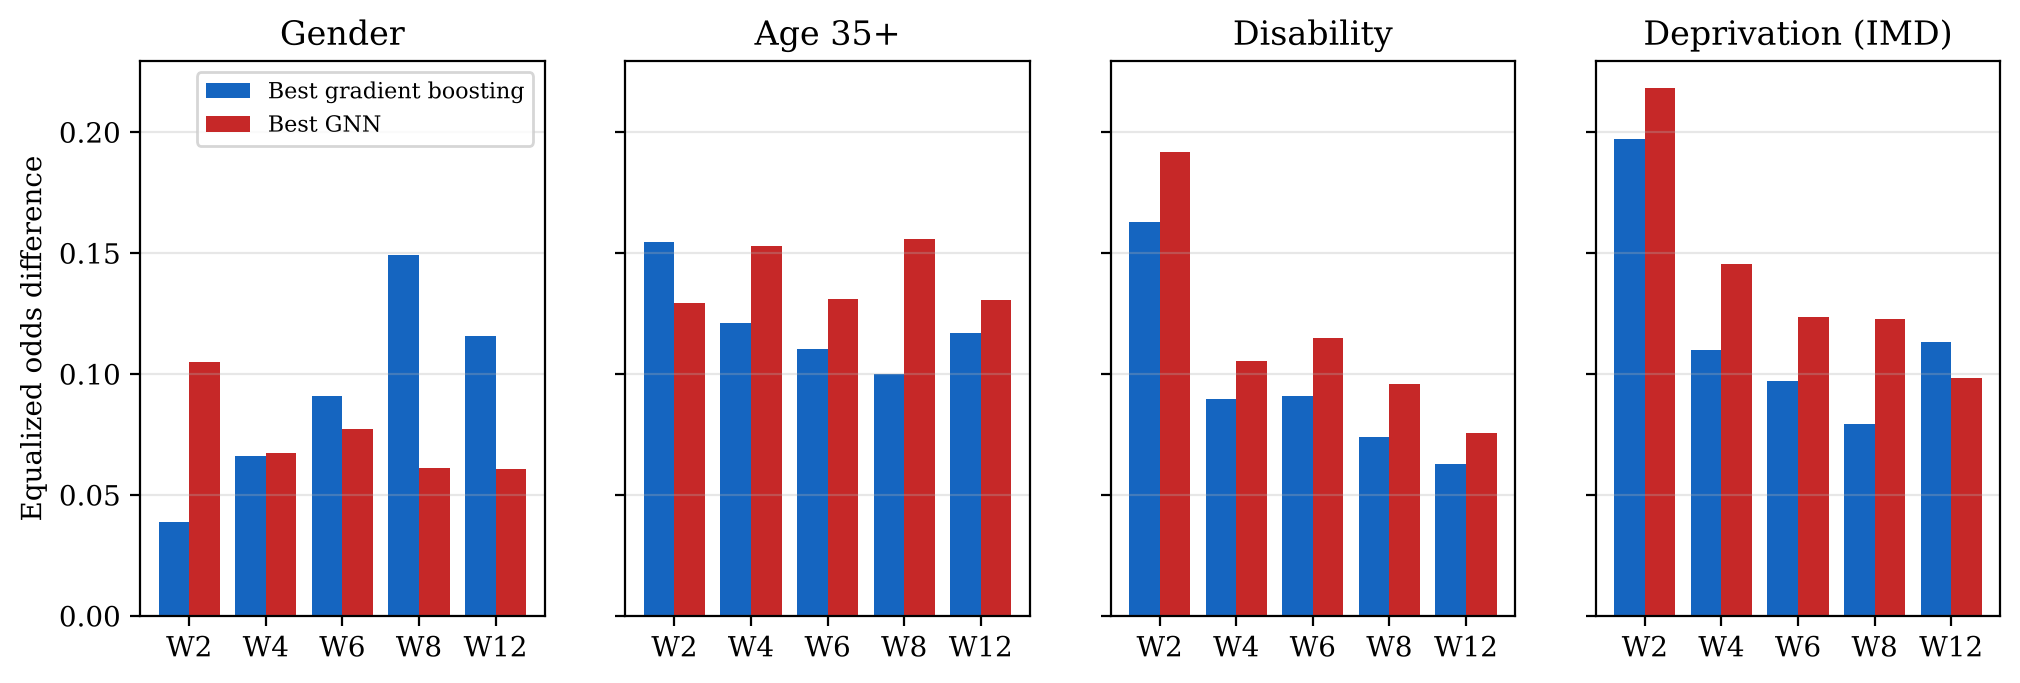 Gender
Age 35+
Disability
Deprivation (IMD)
Best gradient boosting
Best GNN
Equalized odds difference
0.20
0.15
0.10
0.05
0.00
W2 W4 W6 W8 W12
W2 W4 W6 W8 W12
W2 W4 W6 W8 W12
W2 W4 W6 W8 W12